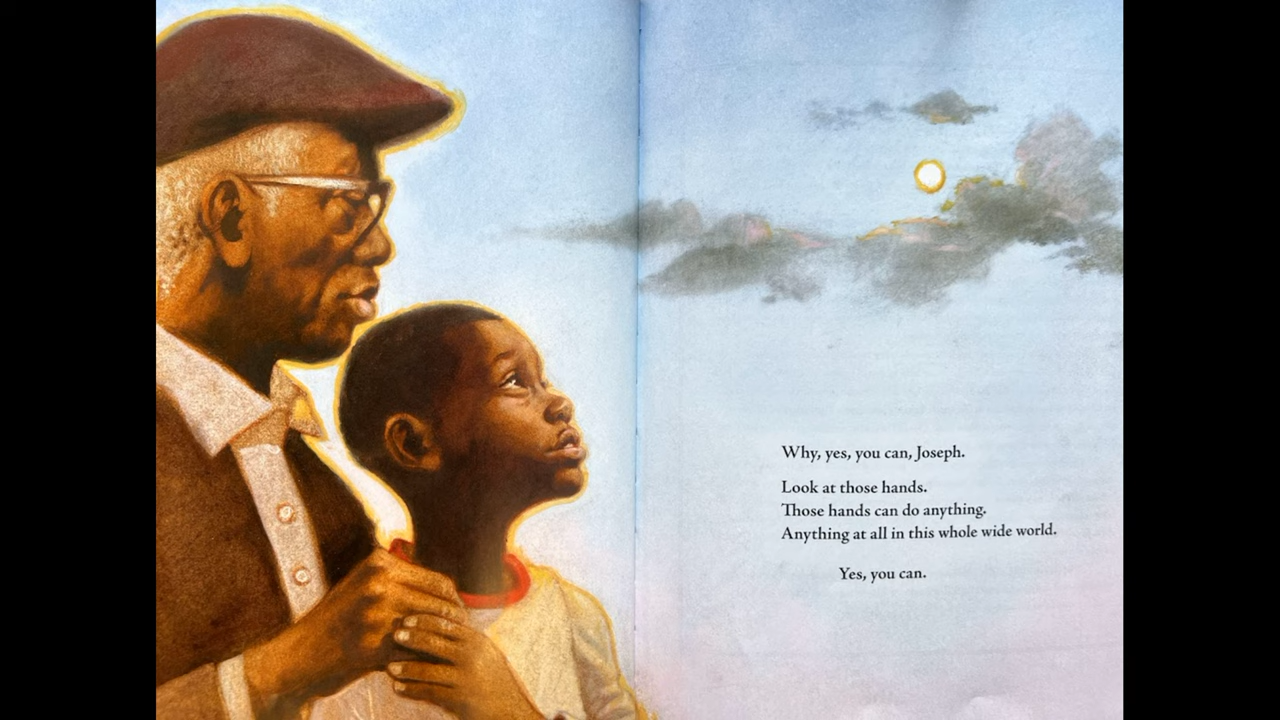 Why, yes, you can, Joseph.
Look at those hands.
Those hands can do anything.
Anything at all in this whole wide world.
Yes, you can.